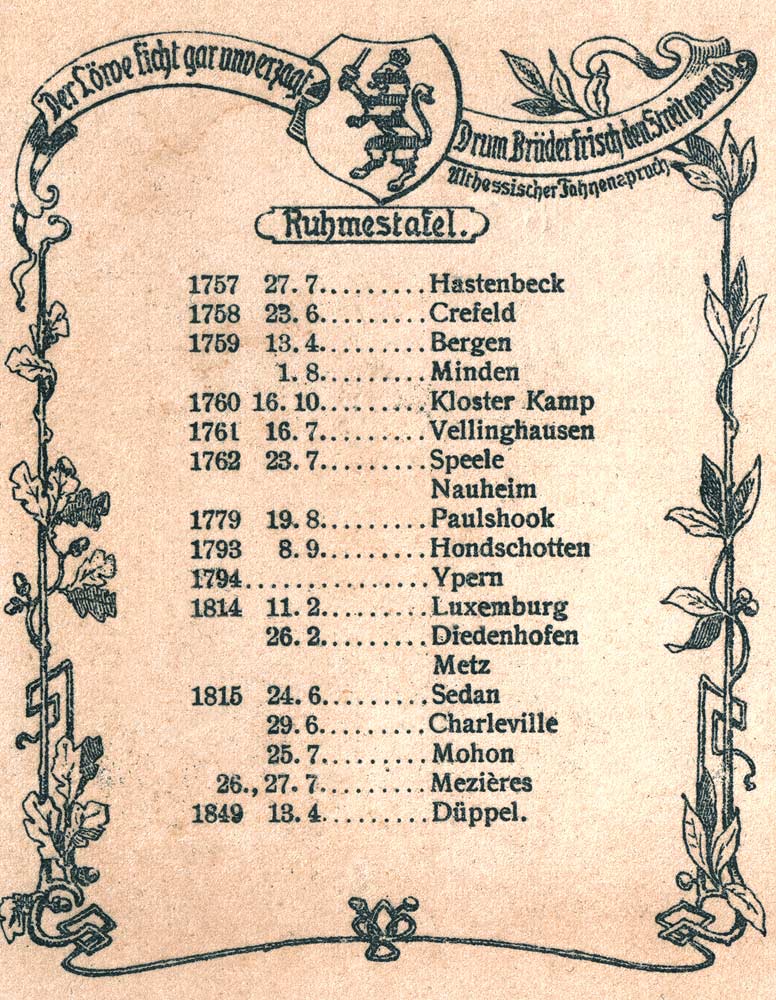 Der Löwe ficht gar unverzagt
Drum Brüder frisch den Streit gewagt
Althessischer Fahnenspruch
Ruhmestafel.
1757 27. 7.........Hastenbeck
1758 23. 6.........Crefeld
1759 13. 4.........Bergen
1. 8.........Minden
1760 16. 10.........Kloster Kamp
1761 16. 7.........Vellinghausen
1762 23. 7.........Speele
Nauheim
1779 19. 8.........Paulshook
1793 8. 9.........Hondschotten
1794.................Ypern
1814 11. 2.........Luxemburg
26. 2.........Diedenhofen
Metz
1815 24. 6.........Sedan
29. 6.........Charleville
25. 7.........Mohon
26., 27. 7.........Mezières
1849 13. 4.........Düppel.